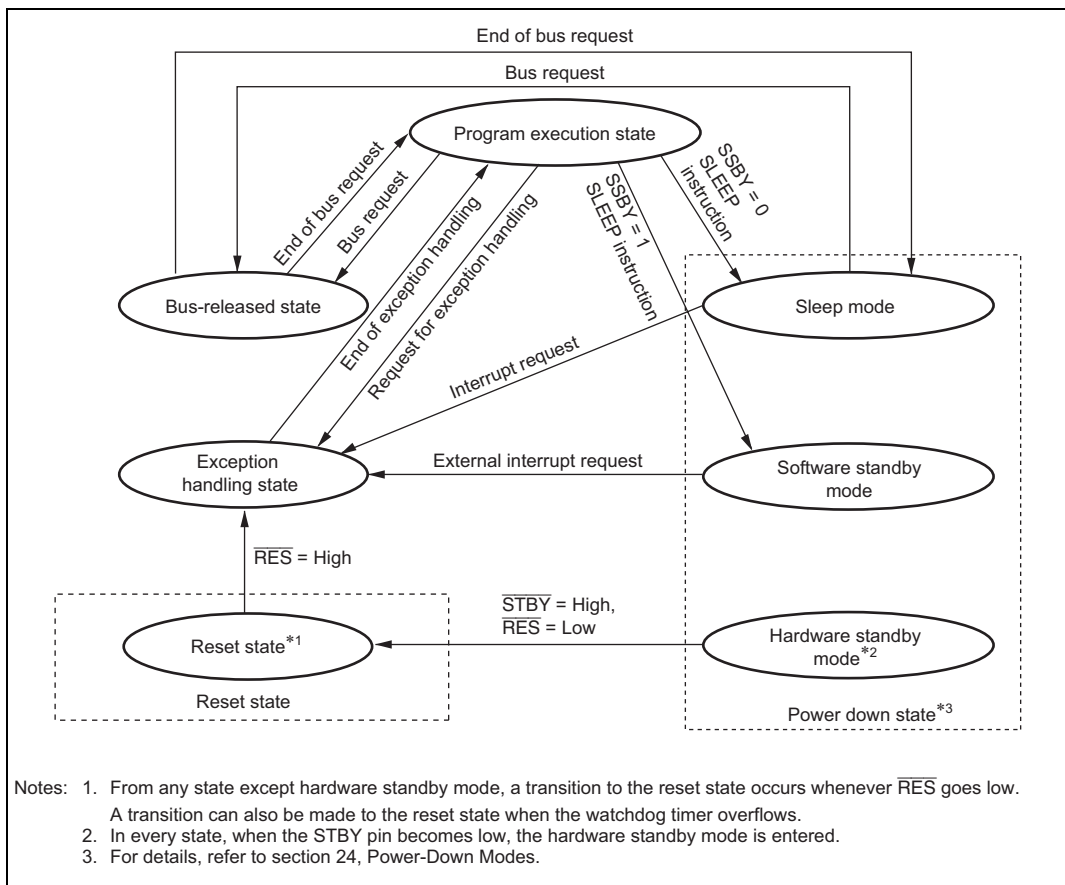 End of bus request
Bus request
Program execution state
End of bus request
Bus request
End of exception handling
Request for exception handling
SSBY = 1
SLEEP instruction
SSBY = 0
SLEEP
instruction
Bus-released state
Sleep mode
Interrupt request
Exception
handling state
External interrupt request
Software standby
mode
RES = High
STBY = High,
RES = Low
Reset state*1
Hardware standby
mode*2
Reset state
Power down state*3
Notes: 1. From any state except hardware standby mode, a transition to the reset state occurs whenever RES goes low.
A transition can also be made to the reset state when the watchdog timer overflows.
2. In every state, when the STBY pin becomes low, the hardware standby mode is entered.
3. For details, refer to section 24, Power-Down Modes.